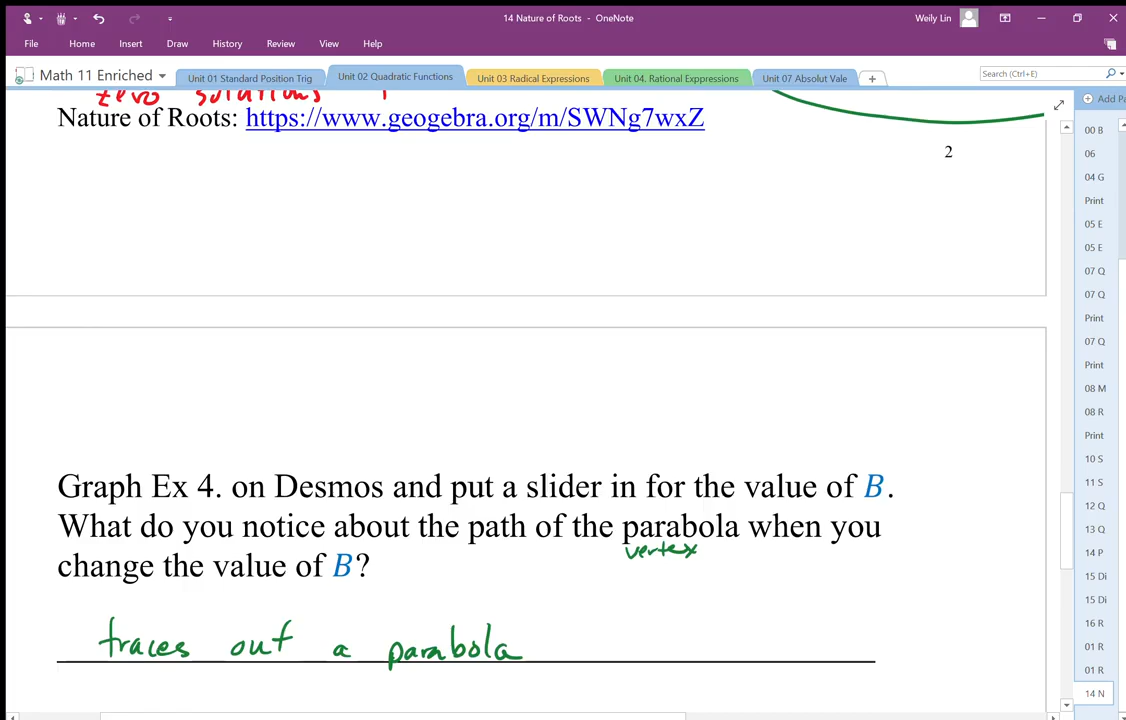 14 Nature of Roots - OneNote
Weily Lin
File Home Insert Draw History Review View Help
Math 11 Enriched
Unit 01 Standard Position Trig
Unit 02 Quadratic Functions
Unit 03 Radical Expressions
Unit 04. Rational Exppressions
Unit 07 Absolut Vale
Search (Ctrl+E)
Add Pa
zero solutions
Nature of Roots: https://www.geogebra.org/m/SWNg7wxZ
2
Graph Ex 4. on Desmos and put a slider in for the value of B.
What do you notice about the path of the parabola when you
vertex
change the value of B?
traces out a parabola
00 B
06
04 G
Print
05 E
05 E
07 Q
07 Q
Print
07 Q
Print
08 M
08 R
Print
10 S
11 S
12 Q
13 Q
14 P
15 Di
15 Di
16 R
01 R
01 R
14 N